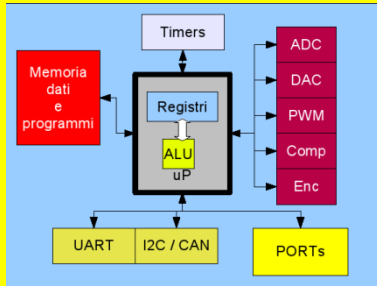 Timers
Memoria
dati
e
programmi
Registri
ALU
uP
ADC
DAC
PWM
Comp
Enc
UART
I2C / CAN
PORTs